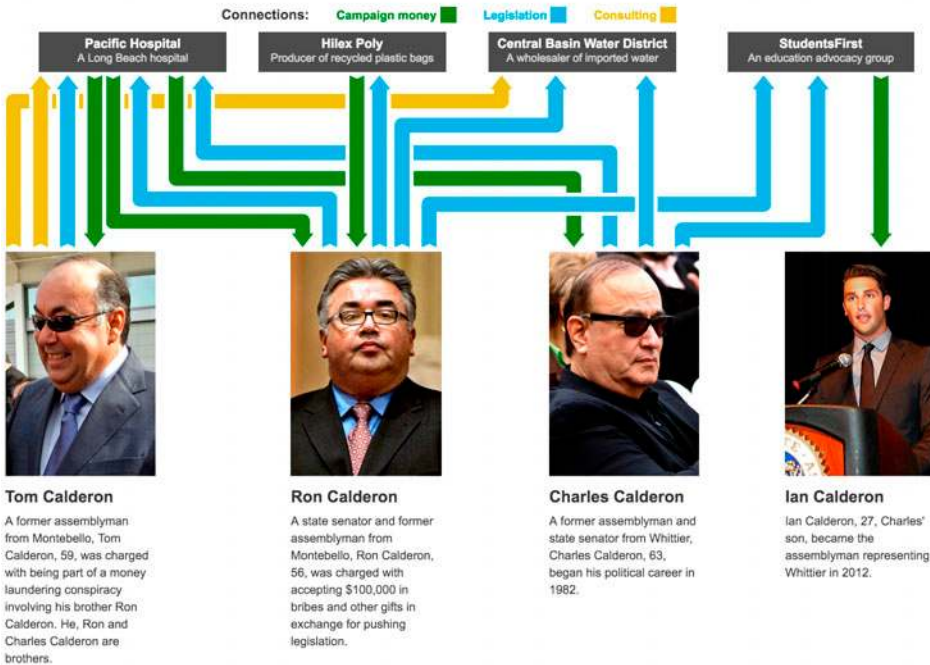 Connections: Campaign money Legislation Consulting
Pacific Hospital
A Long Beach hospital
Hilex Poly
Producer of recycled plastic bags
Central Basin Water District
A wholesaler of imported water
StudentsFirst
An education advocacy group
Tom Calderon
A former assemblyman
from Montebello, Tom
Calderon, 59, was charged
with being part of a money
laundering conspiracy
involving his brother Ron
Calderon. He, Ron and
Charles Calderon are
brothers.
Ron Calderon
A state senator and former
assemblyman from
Montebello, Ron Calderon,
56, was charged with
accepting $100,000 in
bribes and other gifts in
exchange for pushing
legislation.
Charles Calderon
A former assemblyman and
state senator from Whittier,
Charles Calderon, 63,
began his political career in
1982.
Ian Calderon
Ian Calderon, 27, Charles'
son, became the
assemblyman representing
Whittier in 2012.